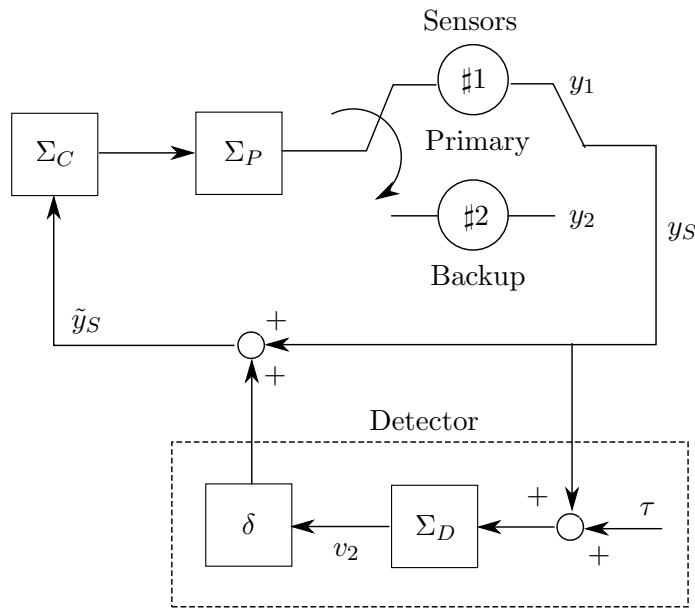 Sensors
♯1
y₁
Primary
Σ_C
Σ_P
♯2
y₂
Backup
y_S
ỹ_S
+
+
Detector
δ
v₂
Σ_D
+
τ
+